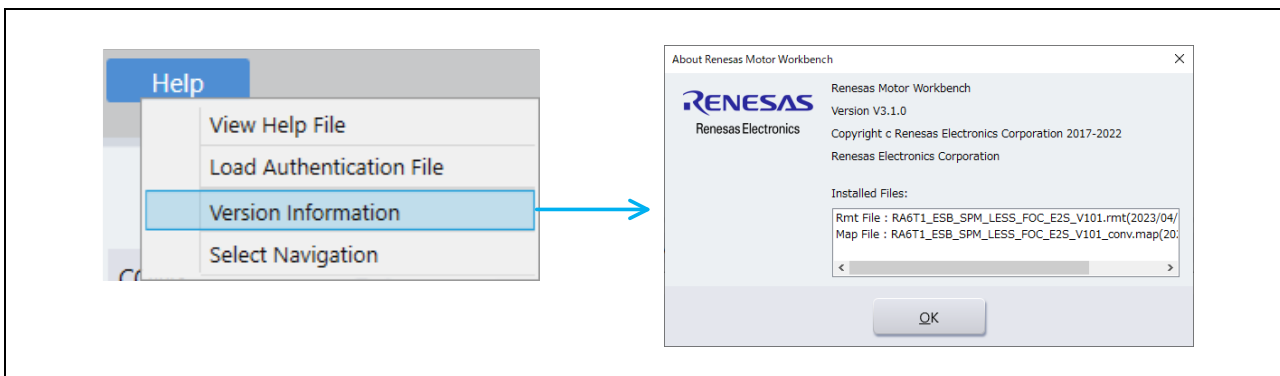 Help
View Help File
Load Authentication File
Version Information
Select Navigation
About Renesas Motor Workbench
RENESAS
Renesas Electronics
Renesas Motor Workbench
Version V3.1.0
Copyright c Renesas Electronics Corporation 2017-2022
Renesas Electronics Corporation
Installed Files:
Rmt File : RA6T1_ESB_SPM_LESS_FOC_E2S_V101.rmt(2023/04/
Map File : RA6T1_ESB_SPM_LESS_FOC_E2S_V101_conv.map(20
OK